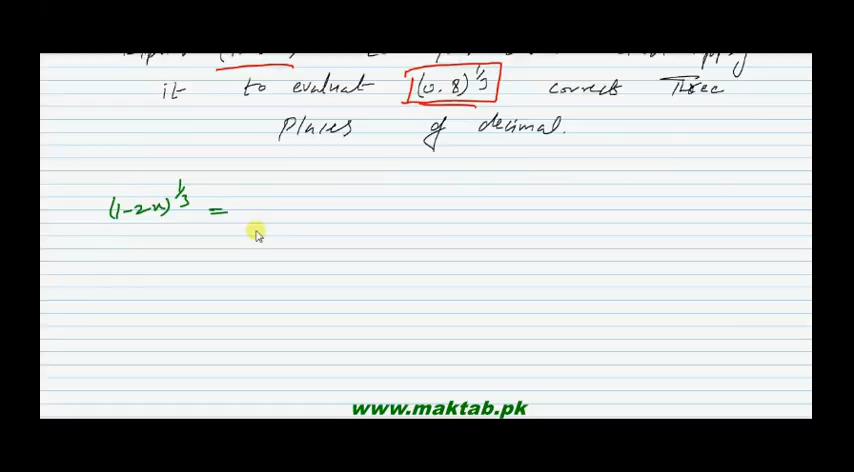 it to evaluate (0.8)^1/3 correct Three
Places of decimal.
(1-2x)^1/3 =
www.maktab.pk